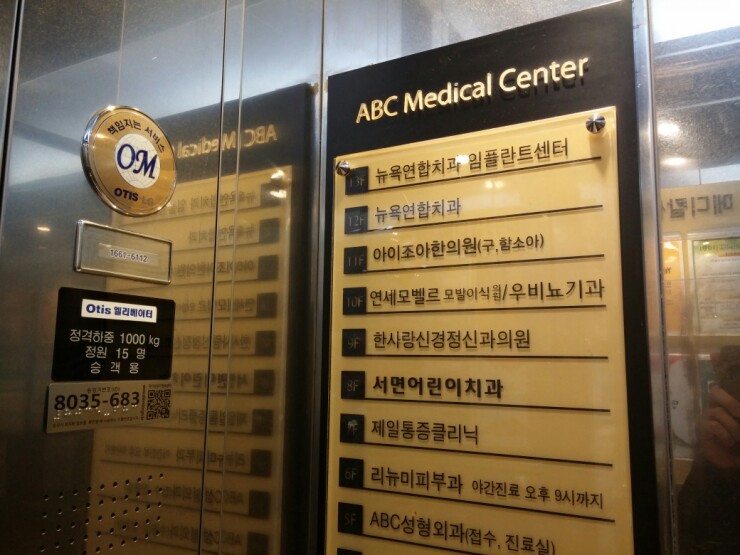 ABC Medical Center
13F 뉴욕연합치과 임플란트센터
12F 뉴욕연합치과
11F 아이조아한의원(구,함소아)
10F 연세모벨르 모발이식의원/우비뇨기과
9F 한사랑신경정신과의원
8F 서면어린이치과
제일통증클리닉
6F 리뉴미피부과 야간진료 오후 9시까지
5F ABC성형외과(접수, 진료실)
책임지는 서비스
OM
OTIS·LG
1661-6112
Otis 엘리베이터
정격하중 1000 kg
정원 15 명
승객용
8035-683